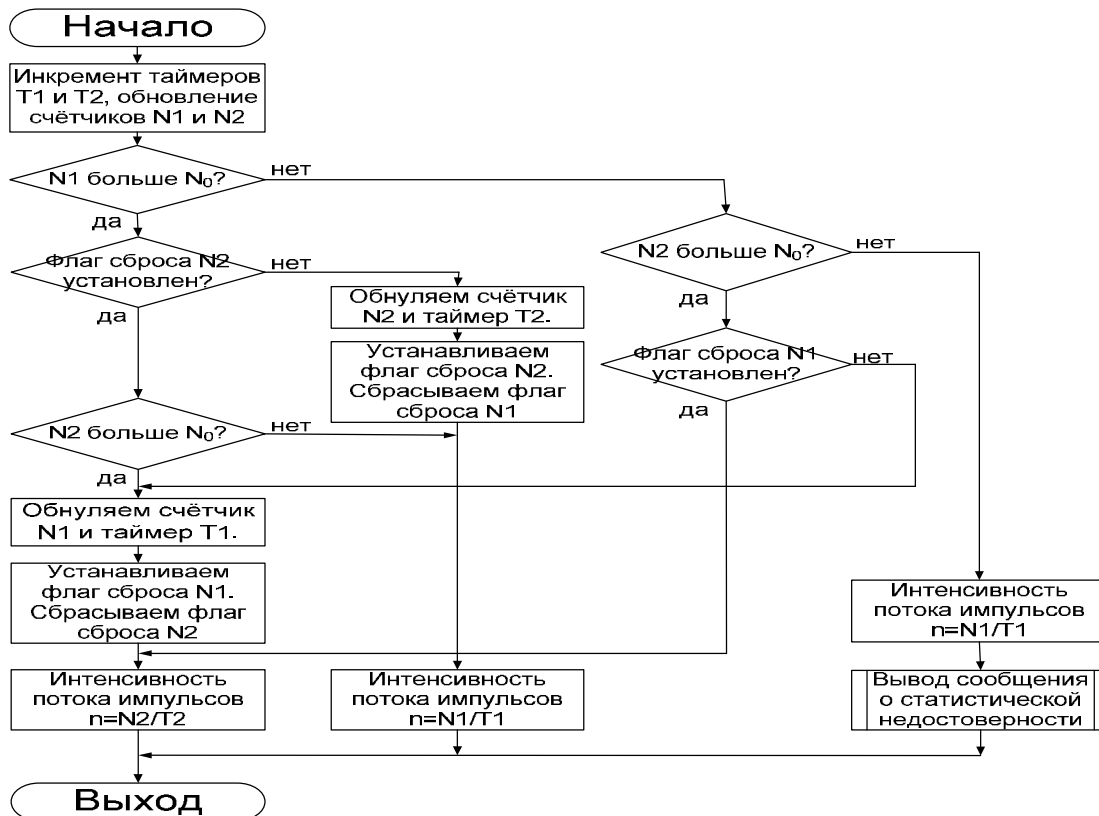 Начало
Инкремент таймеров
Т1 и Т2, обновление
счётчиков N1 и N2
N1 больше N₀?
нет
да
Флаг сброса N2
установлен?
нет
да
Обнуляем счётчик
N2 и таймер Т2.
Устанавливаем
флаг сброса N2.
Сбрасываем флаг
сброса N1
N2 больше N₀?
нет
да
Флаг сброса N1
установлен?
нет
да
N2 больше N₀?
нет
да
Обнуляем счётчик
N1 и таймер Т1.
Устанавливаем
флаг сброса N1.
Сбрасываем флаг
сброса N2
Интенсивность
потока импульсов
n=N2/T2
Интенсивность
потока импульсов
n=N1/T1
Интенсивность
потока импульсов
n=N1/T1
Вывод сообщения
о статистической
недостоверности
Выход